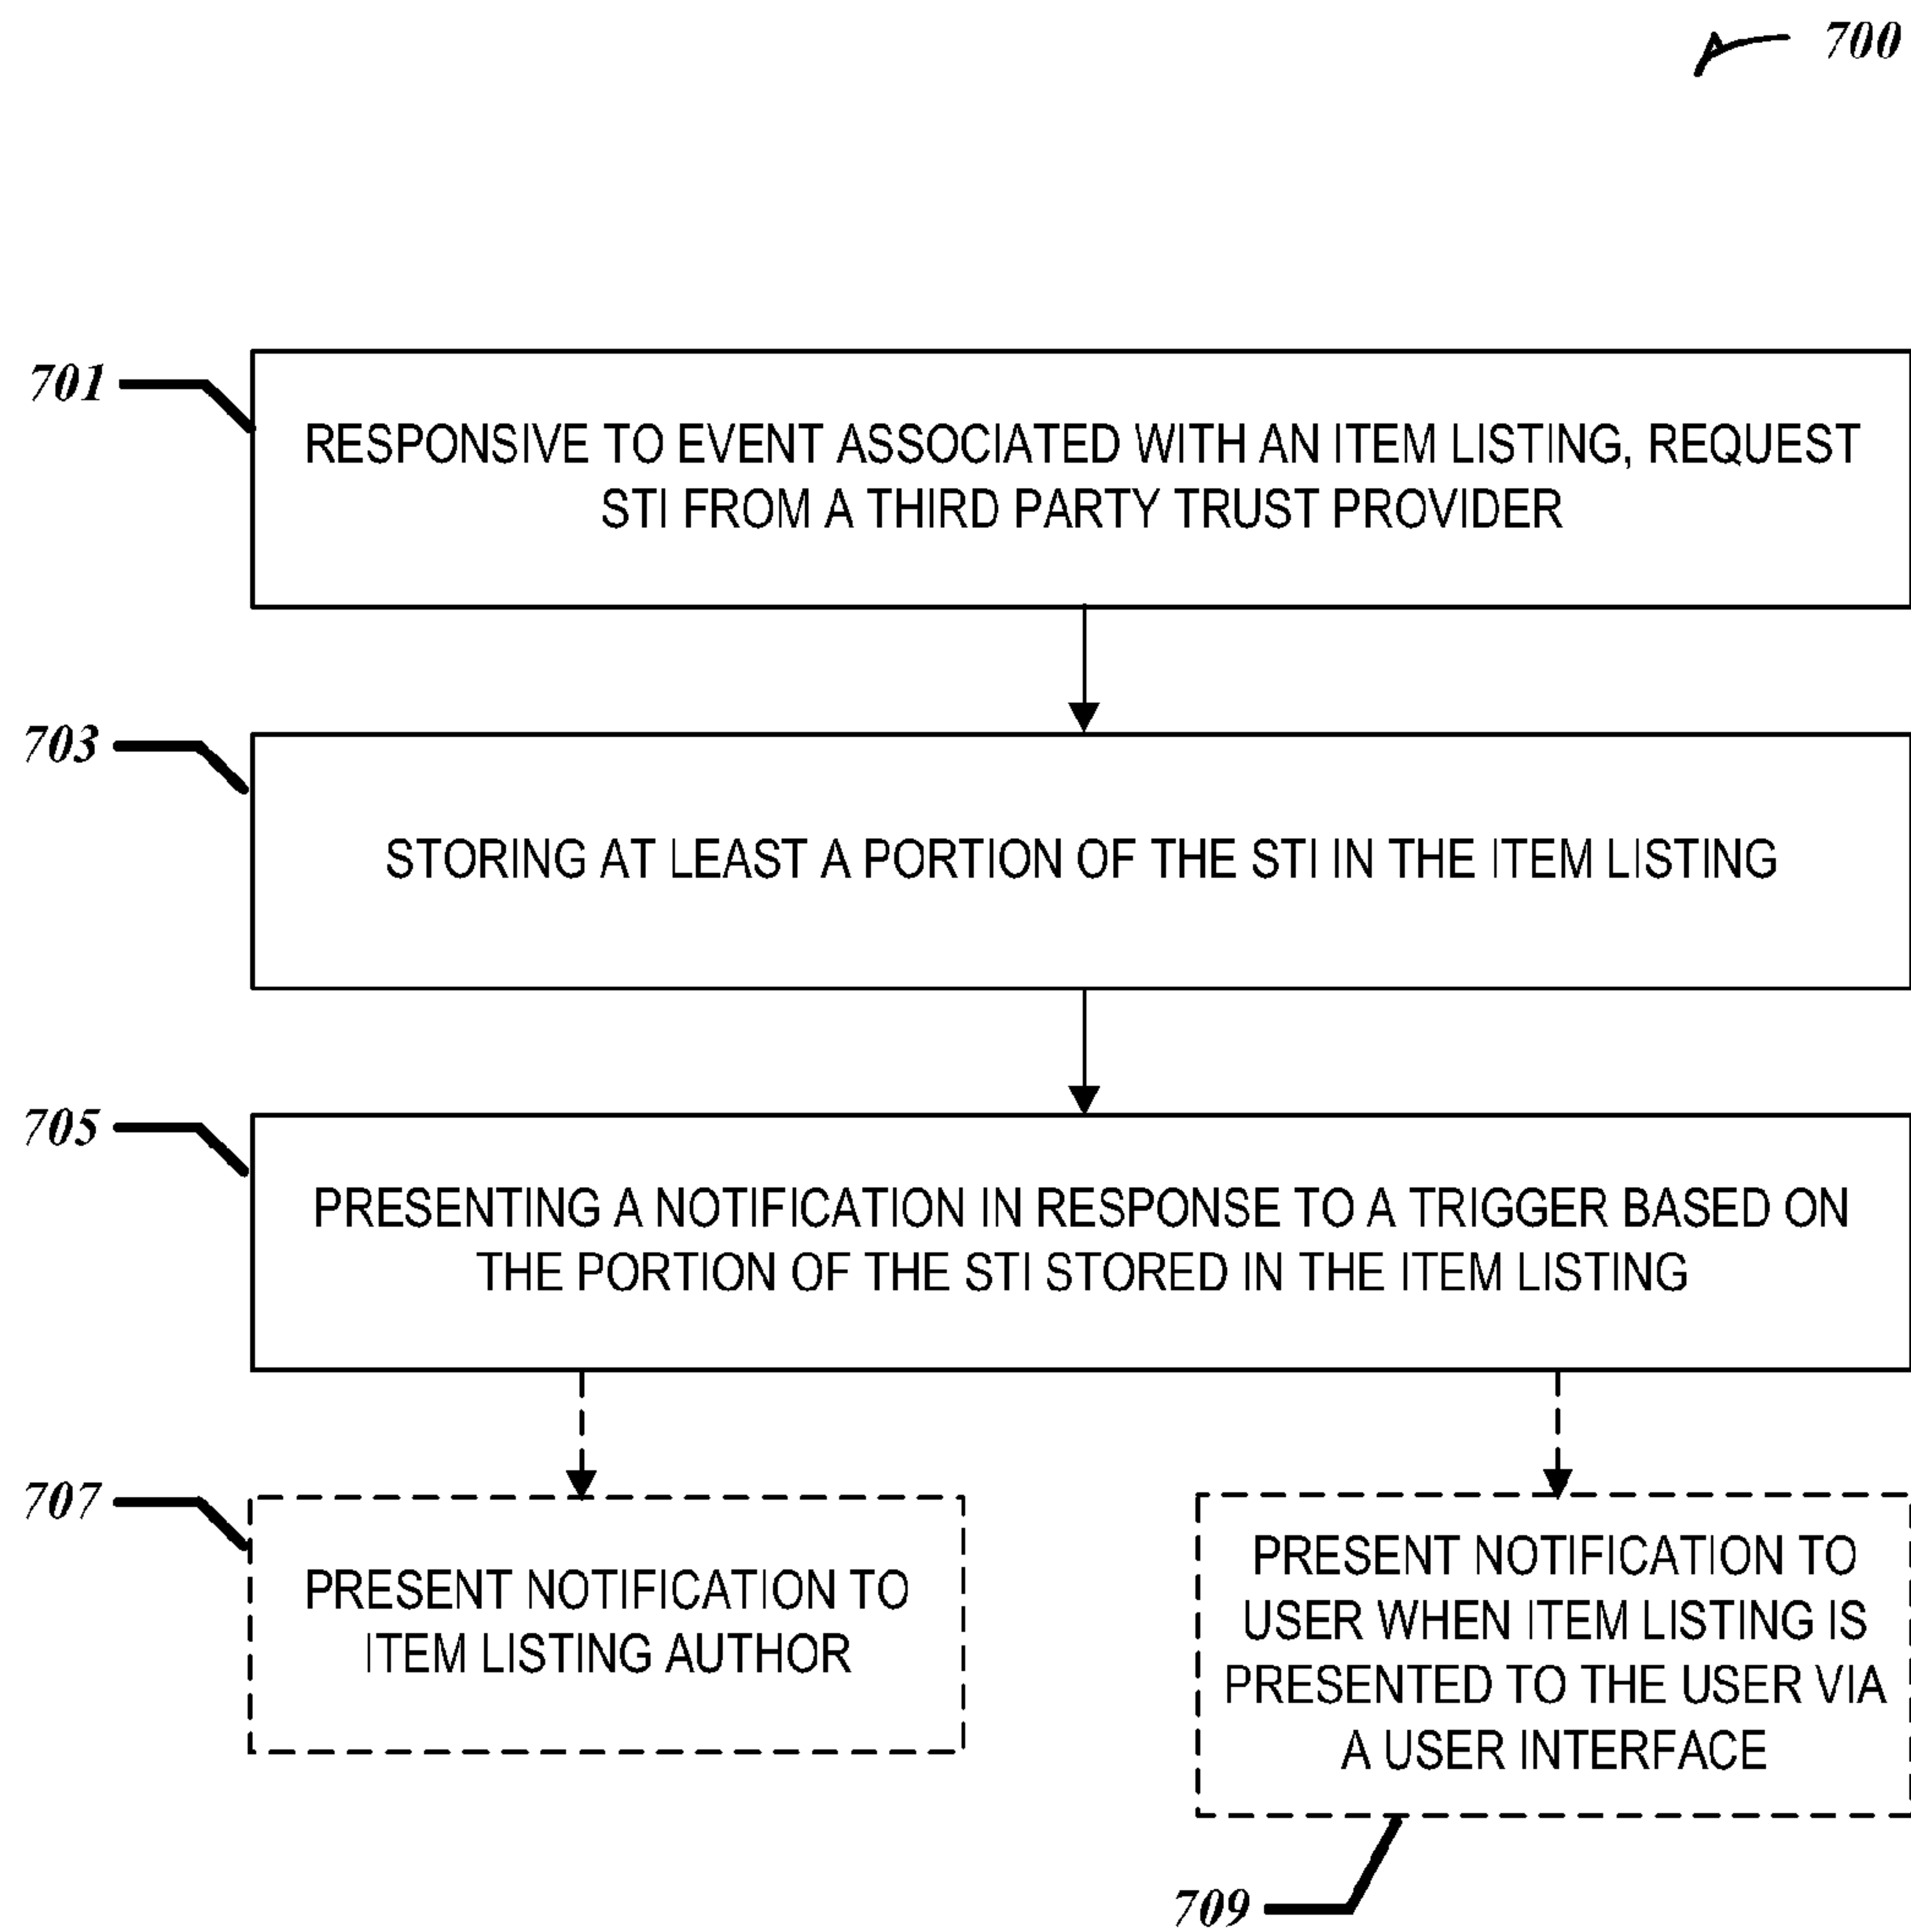 700
701
RESPONSIVE TO EVENT ASSOCIATED WITH AN ITEM LISTING, REQUEST
STI FROM A THIRD PARTY TRUST PROVIDER
703
STORING AT LEAST A PORTION OF THE STI IN THE ITEM LISTING
705
PRESENTING A NOTIFICATION IN RESPONSE TO A TRIGGER BASED ON
THE PORTION OF THE STI STORED IN THE ITEM LISTING
707
PRESENT NOTIFICATION TO
ITEM LISTING AUTHOR
PRESENT NOTIFICATION TO
USER WHEN ITEM LISTING IS
PRESENTED TO THE USER VIA
A USER INTERFACE
709